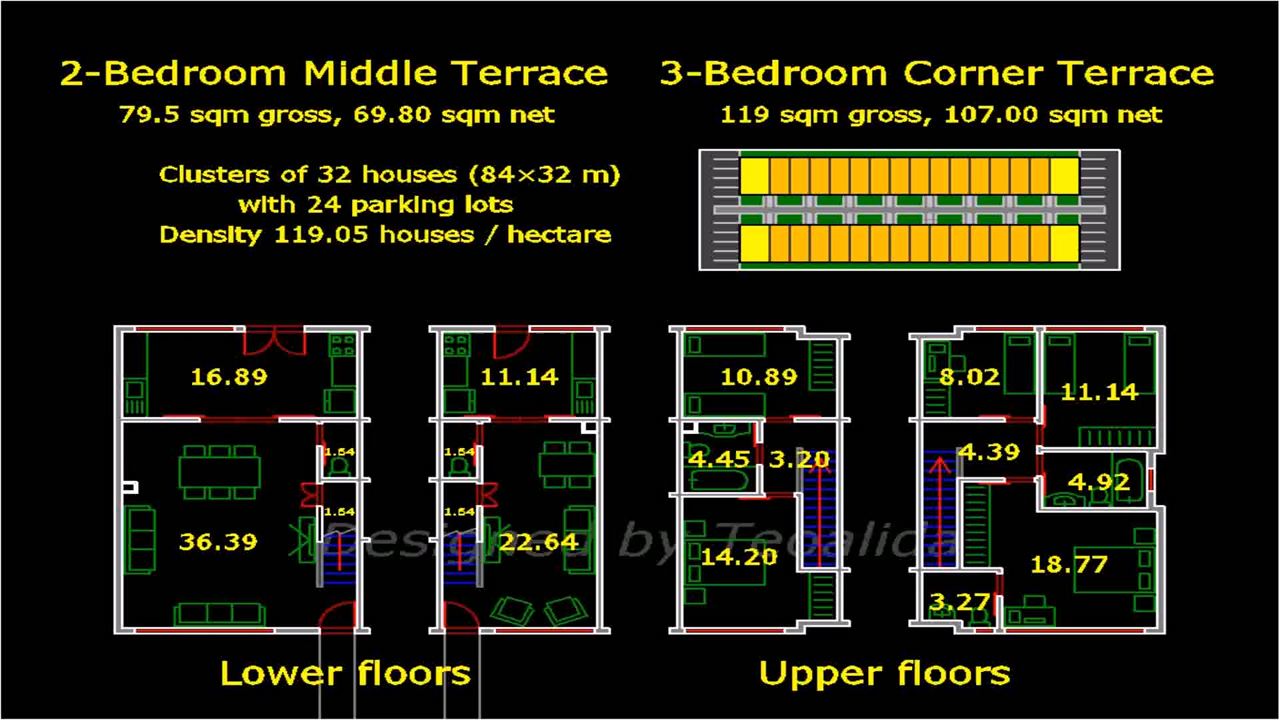 2-Bedroom Middle Terrace
79.5 sqm gross, 69.80 sqm net
3-Bedroom Corner Terrace
119 sqm gross, 107.00 sqm net
Clusters of 32 houses (84×32 m)
with 24 parking lots
Density 119.05 houses / hectare
16.89
11.14
10.89
8.02
11.14
1.54
1.54
4.45
3.20
4.39
4.92
1.54
1.54
36.39
22.64
14.20
18.77
3.27
Designed by Teoalida
Lower floors
Upper floors